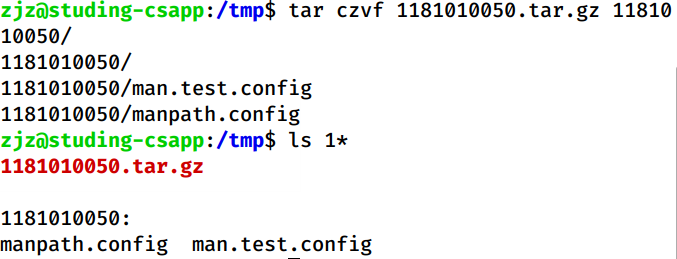 zjz@studing-csapp:/tmp$ tar czvf 1181010050.tar.gz 11810
10050/
1181010050/
1181010050/man.test.config
1181010050/manpath.config
zjz@studing-csapp:/tmp$ ls 1*
1181010050.tar.gz
1181010050:
manpath.config  man.test.config